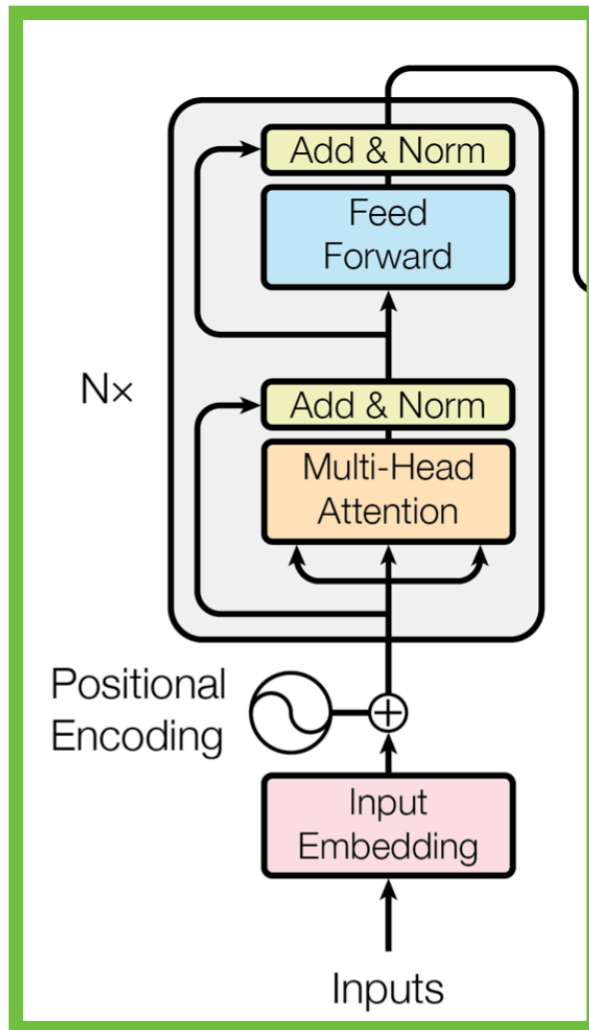 Add & Norm
Feed
Forward
N×
Add & Norm
Multi-Head
Attention
Positional
Encoding
Input
Embedding
Inputs